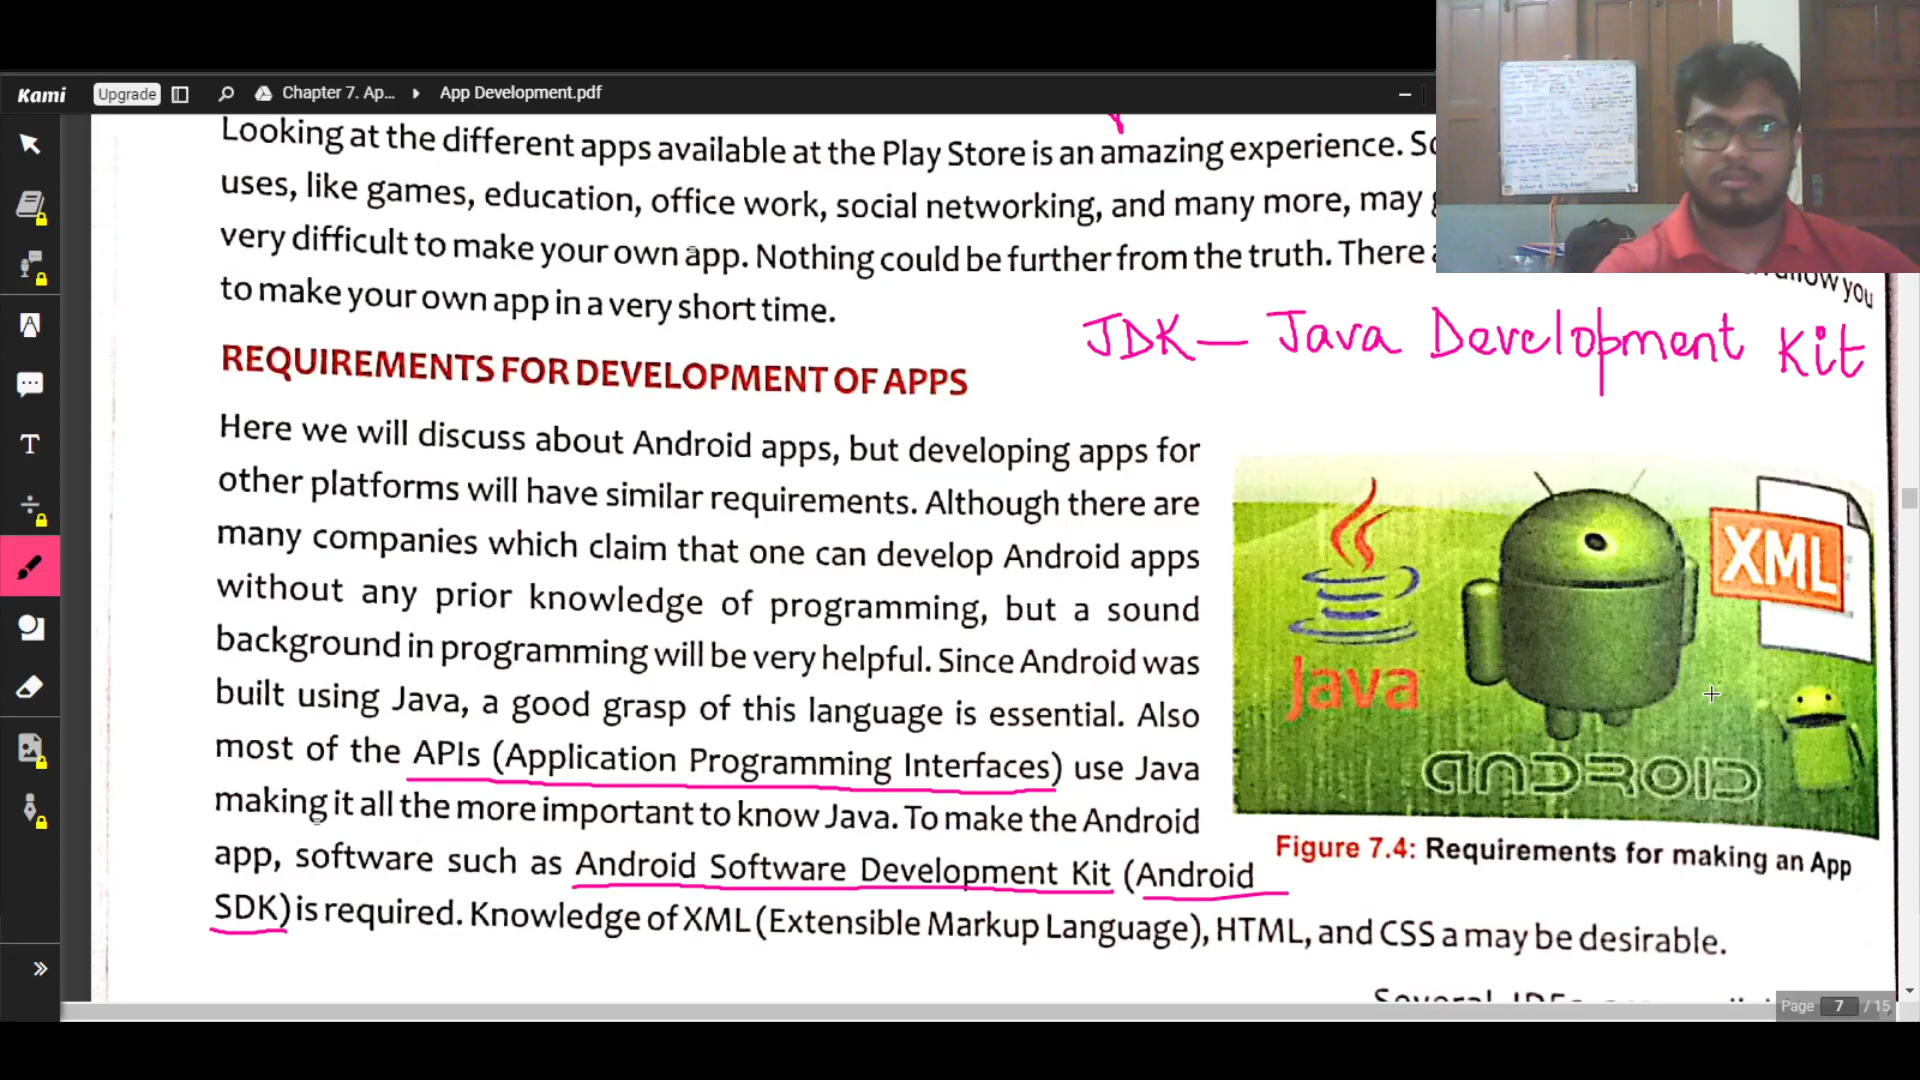 Kami
Upgrade
Chapter 7. Ap...
App Development.pdf
Looking at the different apps available at the Play Store is an amazing experience.
uses, like games, education, office work, social networking, and many more, may
very difficult to make your own app. Nothing could be further from the truth. There
you
to make your own app in a very short time.
JDK — Java Development Kit
REQUIREMENTS FOR DEVELOPMENT OF APPS
Here we will discuss about Android apps, but developing apps for
other platforms will have similar requirements. Although there are
many companies which claim that one can develop Android apps
without any prior knowledge of programming, but a sound
background in programming will be very helpful. Since Android was
built using Java, a good grasp of this language is essential. Also
most of the APIs (Application Programming Interfaces) use Java
making it all the more important to know Java. To make the Android
app, software such as Android Software Development Kit (Android
SDK) is required. Knowledge of XML (Extensible Markup Language), HTML, and CSS a may be desirable.
XML
Java
ANDROID
Figure 7.4: Requirements for making an App
Several IDEs
Page 7 / 15